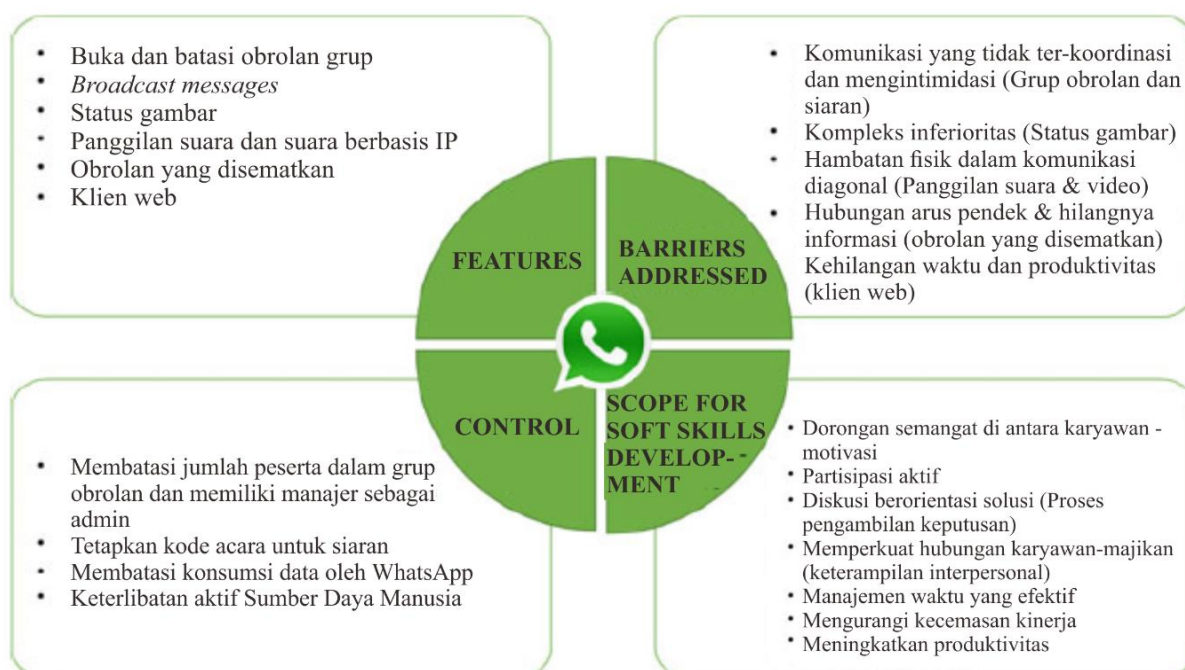 • Buka dan batasi obrolan grup
• Broadcast messages
• Status gambar
• Panggilan suara dan suara berbasis IP
• Obrolan yang disematkan
• Klien web
• Komunikasi yang tidak ter-koordinasi
dan mengintimidasi (Grup obrolan dan
siaran)
• Kompleks inferioritas (Status gambar)
• Hambatan fisik dalam komunikasi
diagonal (Panggilan suara & video)
• Hubungan arus pendek & hilangnya
informasi (obrolan yang disematkan)
Kehilangan waktu dan produktivitas
(klien web)
FEATURES
BARRIERS
ADDRESSED
CONTROL
SCOPE FOR
SOFT SKILLS
DEVELOP-
MENT
• Membatasi jumlah peserta dalam grup
obrolan dan memiliki manajer sebagai
admin
• Tetapkan kode acara untuk siaran
• Membatasi konsumsi data oleh WhatsApp
• Keterlibatan aktif Sumber Daya Manusia
• Dorongan semangat di antara karyawan -
motivasi
• Partisipasi aktif
• Diskusi berorientasi solusi (Proses
pengambilan keputusan)
• Memperkuat hubungan karyawan-majikan
(keterampilan interpersonal)
• Manajemen waktu yang efektif
• Mengurangi kecemasan kinerja
• Meningkatkan produktivitas